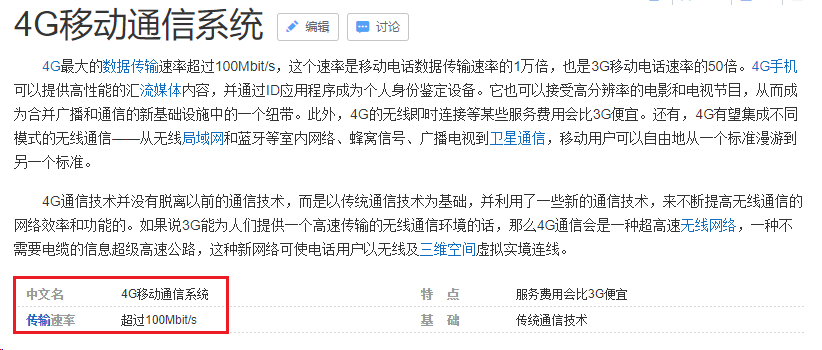 4G移动通信系统 编辑 讨论
4G最大的数据传输速率超过100Mbit/s，这个速率是移动电话数据传输速率的1万倍，也是3G移动电话速率的50倍。4G手机
可以提供高性能的汇流媒体内容，并通过ID应用程序成为个人身份鉴定设备。它也可以接受高分辨率的电影和电视节目，从而成
为合并广播和通信的新基础设施中的一个纽带。此外，4G的无线即时连接等某些服务费用会比3G便宜。还有，4G有望集成不同
模式的无线通信——从无线局域网和蓝牙等室内网络、蜂窝信号、广播电视到卫星通信，移动用户可以自由地从一个标准漫游到
另一个标准。
4G通信技术并没有脱离以前的通信技术，而是以传统通信技术为基础，并利用了一些新的通信技术，来不断提高无线通信的
网络效率和功能的。如果说3G能为人们提供一个高速传输的无线通信环境的话，那么4G通信会是一种超高速无线网络，一种不
需要电缆的信息超级高速公路，这种新网络可使电话用户以无线及三维空间虚拟实境连线。
中文名 4G移动通信系统 特 点 服务费用会比3G便宜
传输速率 超过100Mbit/s 基 础 传统通信技术